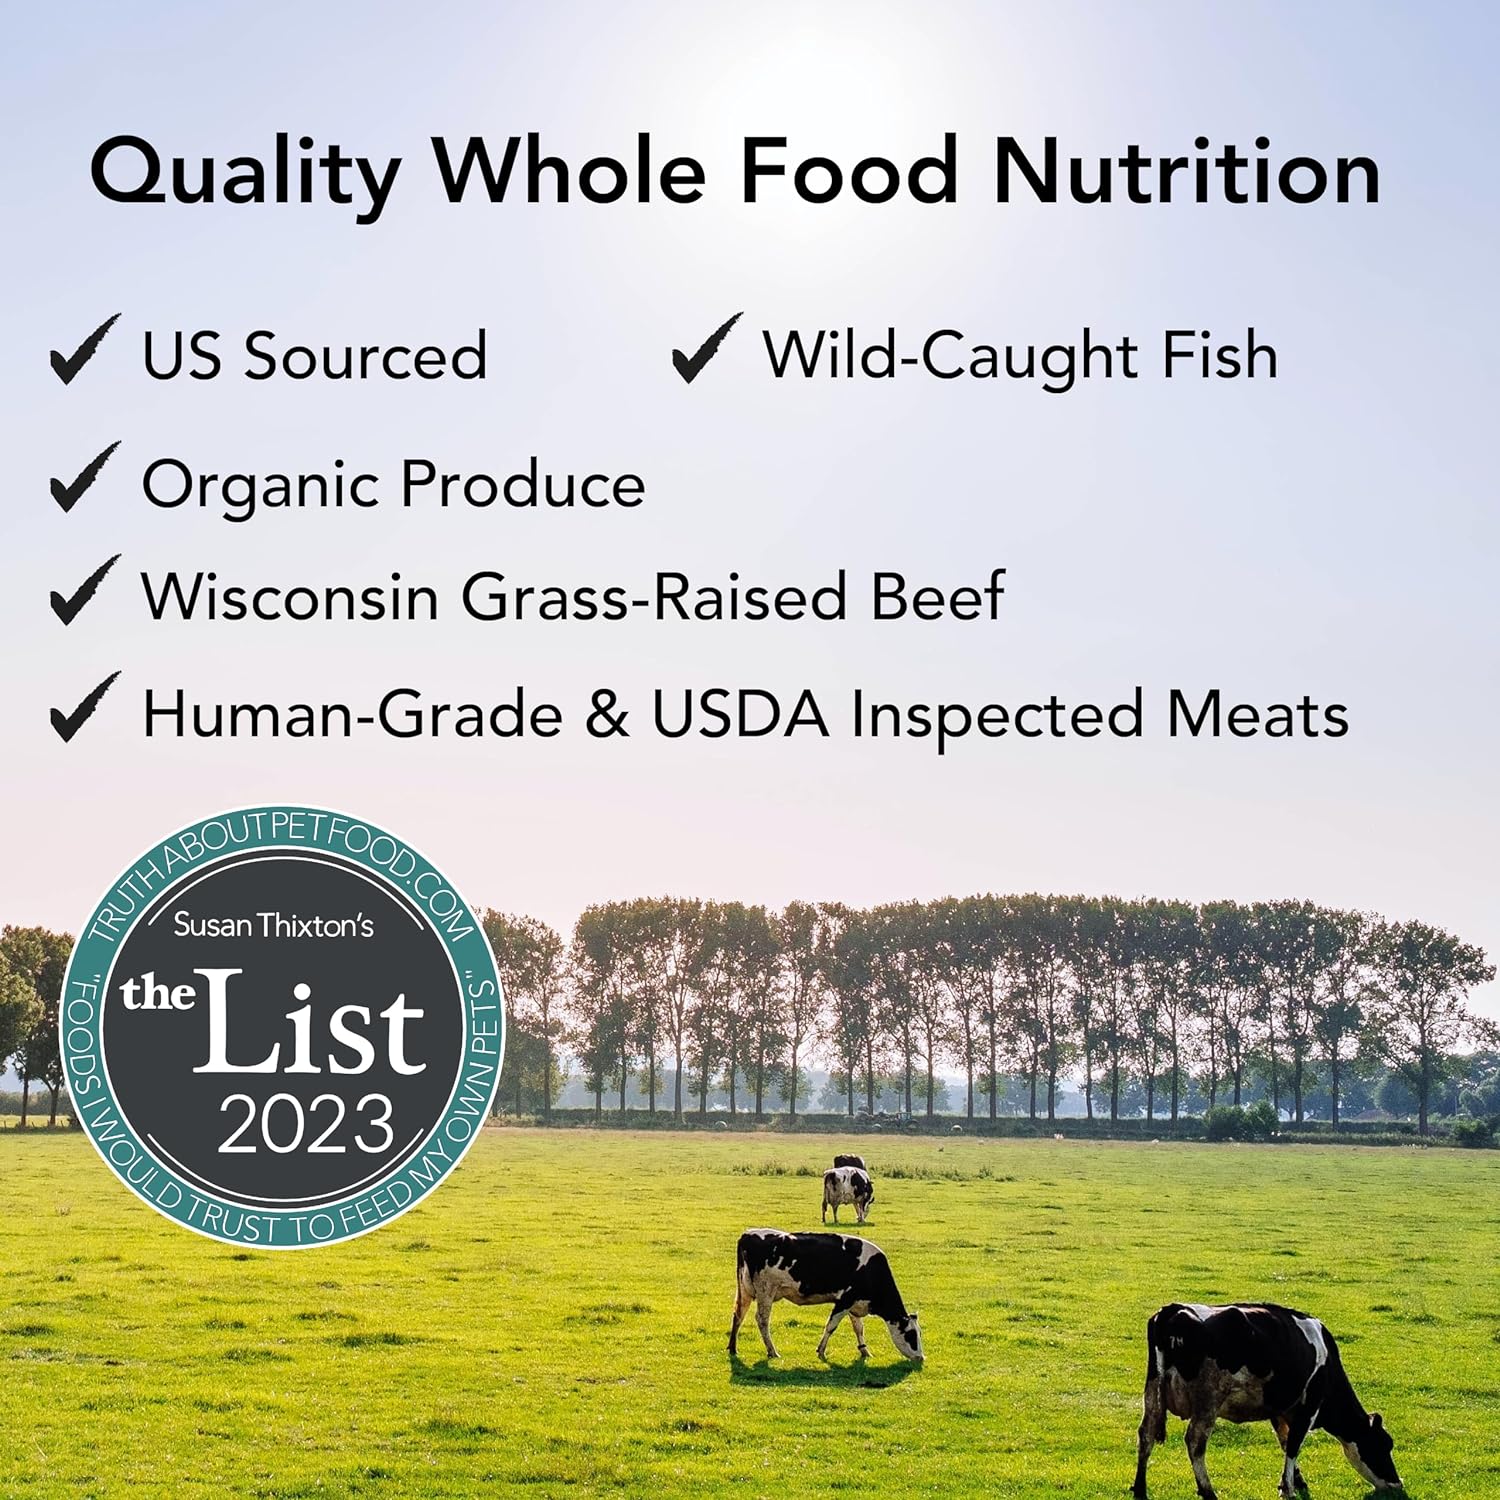 Quality Whole Food Nutrition
US Sourced
Wild-Caught Fish
Organic Produce
Wisconsin Grass-Raised Beef
Human-Grade & USDA Inspected Meats
TRUTHABOUTPETFOOD.COM
Susan Thixton's
the List
2023
"FOODS I WOULD TRUST TO FEED MY OWN PETS"
7H